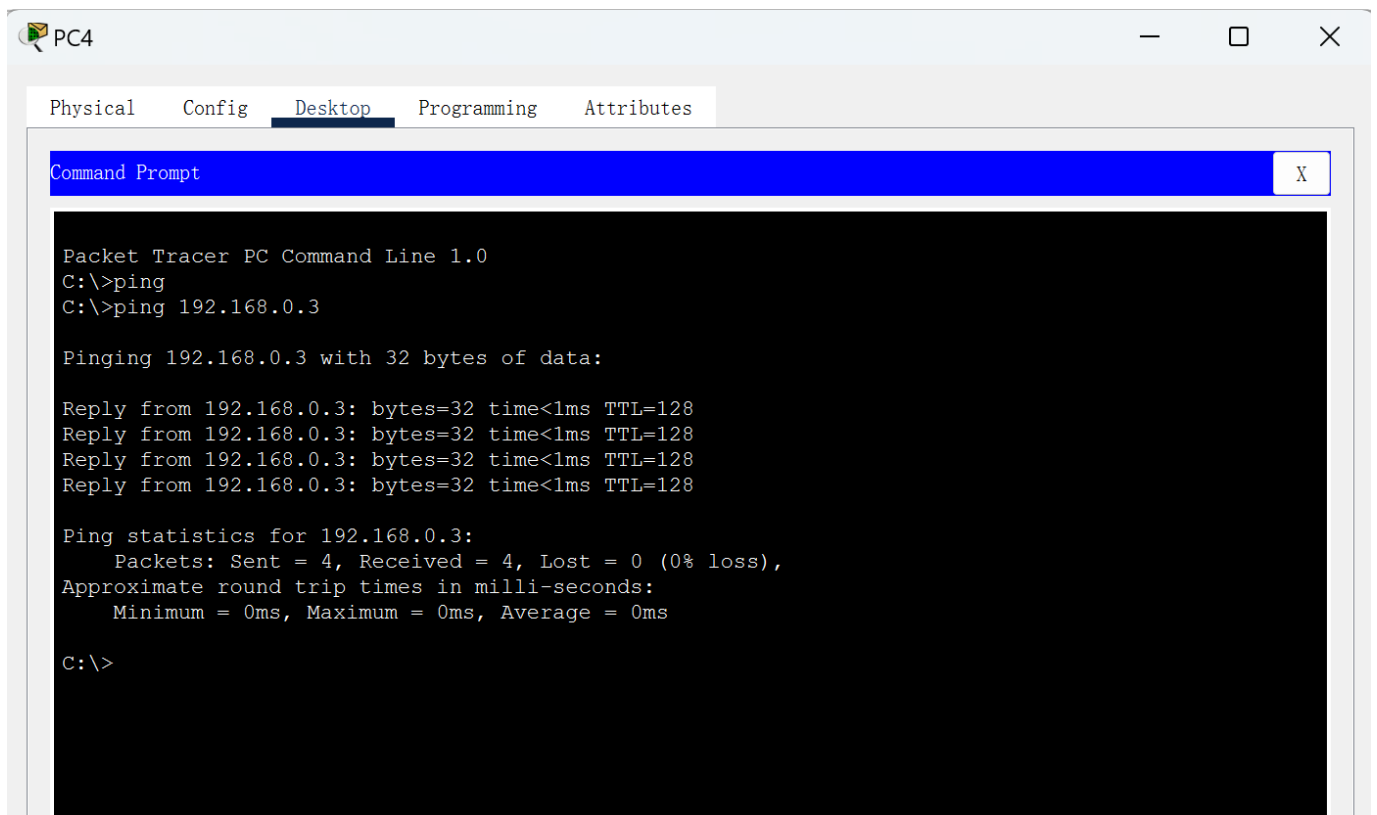 PC4
Physical Config Desktop Programming Attributes
Command Prompt X
Packet Tracer PC Command Line 1.0
C:\>ping
C:\>ping 192.168.0.3
Pinging 192.168.0.3 with 32 bytes of data:
Reply from 192.168.0.3: bytes=32 time<1ms TTL=128
Reply from 192.168.0.3: bytes=32 time<1ms TTL=128
Reply from 192.168.0.3: bytes=32 time<1ms TTL=128
Reply from 192.168.0.3: bytes=32 time<1ms TTL=128
Ping statistics for 192.168.0.3:
    Packets: Sent = 4, Received = 4, Lost = 0 (0% loss),
Approximate round trip times in milli-seconds:
    Minimum = 0ms, Maximum = 0ms, Average = 0ms
C:\>